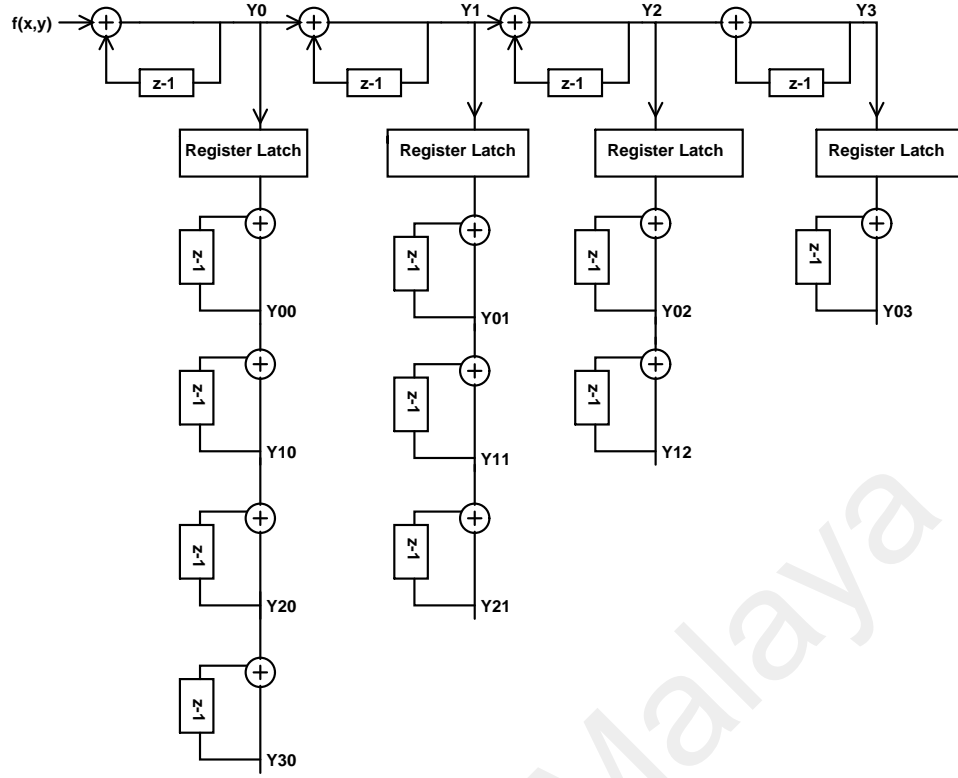 Y0 Y1 Y2 Y3
f(x,y)
z-1 z-1 z-1 z-1
Register Latch Register Latch Register Latch Register Latch
z-1 z-1 z-1 z-1
Y00 Y01 Y02 Y03
z-1 z-1 z-1
Y10 Y11 Y12
z-1 z-1
Y20 Y21
z-1
Y30
Malaya